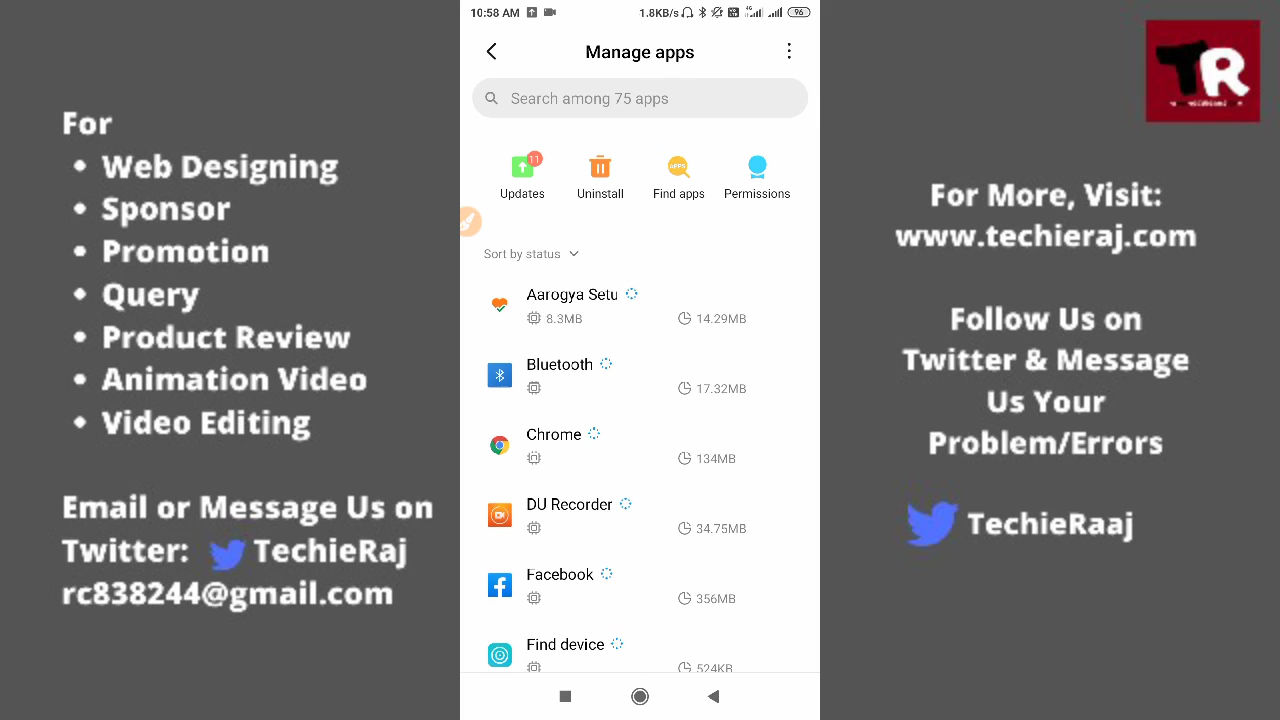 For
• Web Designing
• Sponsor
• Promotion
• Query
• Product Review
• Animation Video
• Video Editing
Email or Message Us on
Twitter: TechieRaj
rc838244@gmail.com
10:58 AM
1.8KB/s
4G
96
Manage apps
Search among 75 apps
11
Updates
Uninstall
APPS
Find apps
Permissions
Sort by status
Aarogya Setu
8.3MB
14.29MB
Bluetooth
17.32MB
Chrome
134MB
DU Recorder
34.75MB
Facebook
356MB
Find device
524KB
TR
For More, Visit:
www.techieraj.com
Follow Us on
Twitter & Message
Us Your
Problem/Errors
TechieRaaj